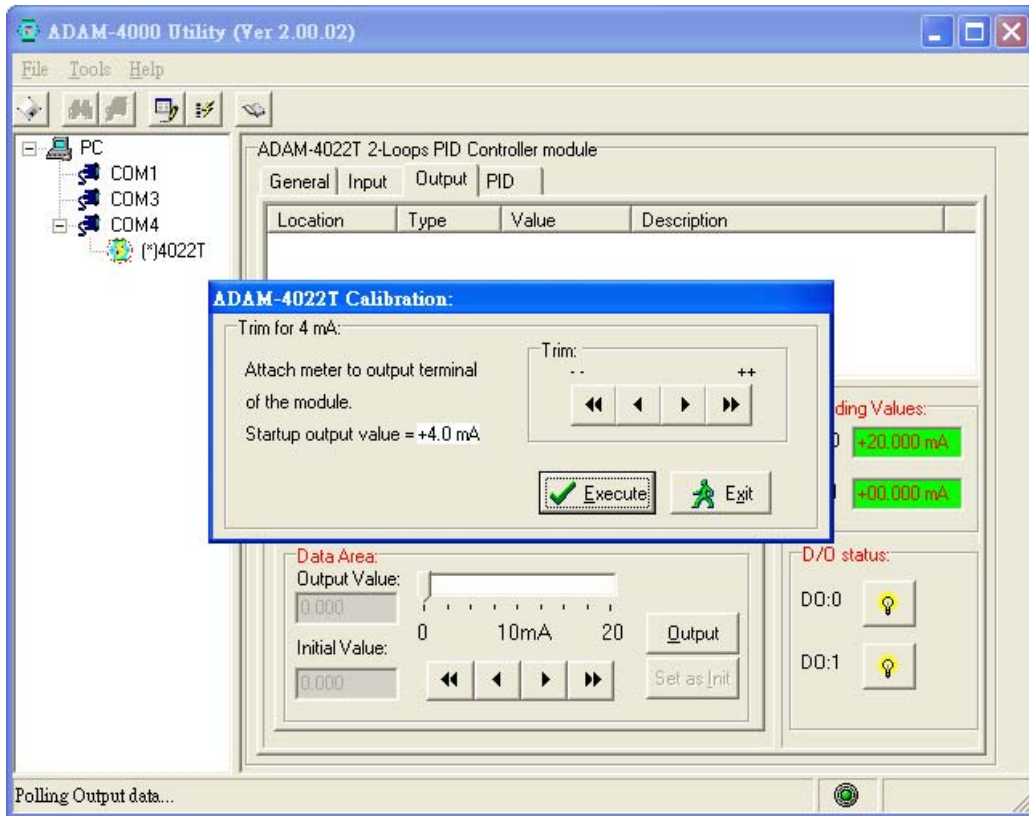 ADAM-4000 Utility (Ver 2.00.02)
File Tools Help
PC
COM1
COM3
COM4
(*)4022T
ADAM-4022T 2-Loops PID Controller module
General Input Output PID
Location Type Value Description
ADAM-4022T Calibration:
Trim for 4 mA:
Attach meter to output terminal
of the module.
Startup output value = +4.0 mA
Trim:
- - ++
Execute Exit
ding Values:
+20.000 mA
+00.000 mA
Data Area:
Output Value:
0.000
0 10mA 20
Initial Value:
0.000
Output
Set as Init
D/O status:
DO:0
DO:1
Polling Output data...